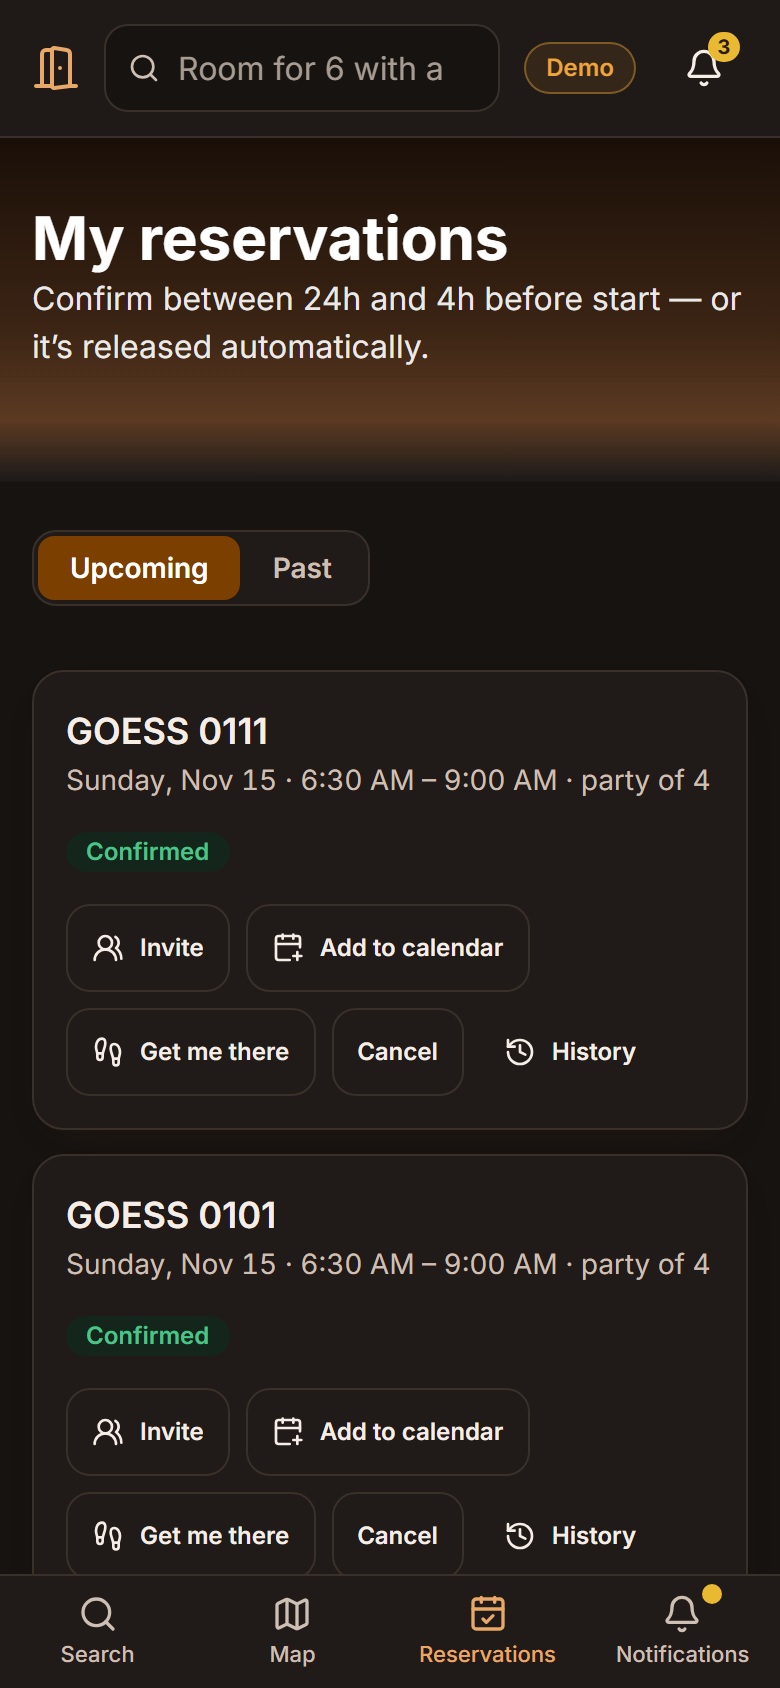 Room for 6 with a
Demo
3
My reservations
Confirm between 24h and 4h before start — or
it’s released automatically.
Upcoming
Past
GOESS 0111
Sunday, Nov 15 · 6:30 AM – 9:00 AM · party of 4
Confirmed
Invite
Add to calendar
Get me there
Cancel
History
GOESS 0101
Sunday, Nov 15 · 6:30 AM – 9:00 AM · party of 4
Confirmed
Invite
Add to calendar
Get me there
Cancel
History
Search
Map
Reservations
Notifications